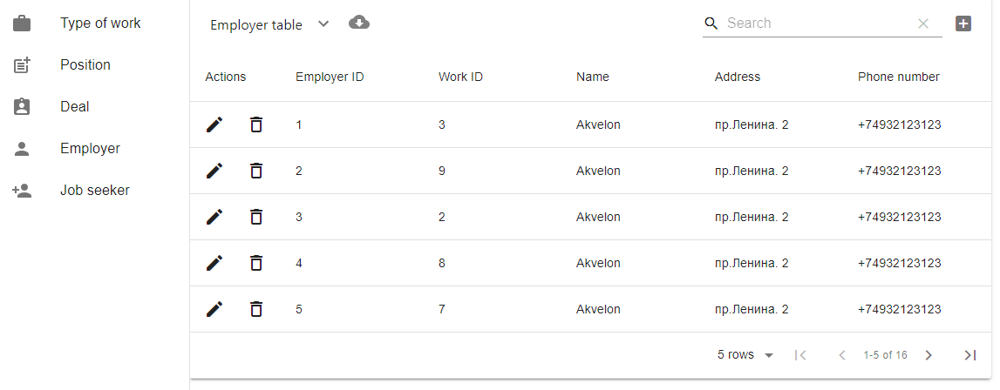 Type of work
Position
Deal
Employer
Job seeker
Employer table
Search
Actions Employer ID Work ID Name Address Phone number
1 3 Akvelon пр.Ленина. 2 +74932123123
2 9 Akvelon пр.Ленина. 2 +74932123123
3 2 Akvelon пр.Ленина. 2 +74932123123
4 8 Akvelon пр.Ленина. 2 +74932123123
5 7 Akvelon пр.Ленина. 2 +74932123123
5 rows 1-5 of 16